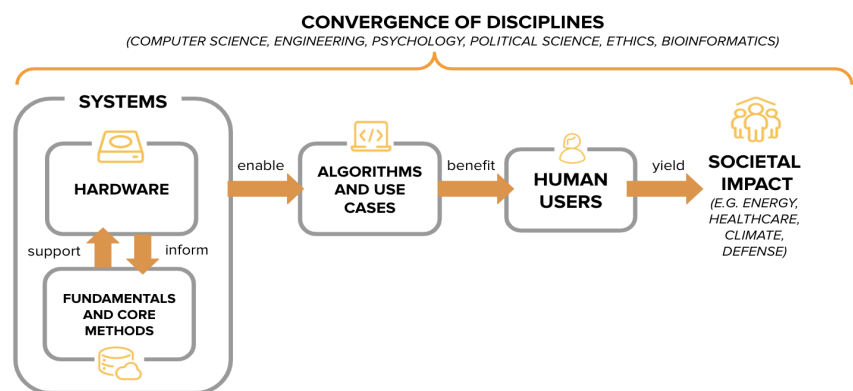 CONVERGENCE OF DISCIPLINES
(COMPUTER SCIENCE, ENGINEERING, PSYCHOLOGY, POLITICAL SCIENCE, ETHICS, BIOINFORMATICS)
SYSTEMS
HARDWARE
support
inform
FUNDAMENTALS
AND CORE
METHODS
enable
ALGORITHMS
AND USE
CASES
benefit
HUMAN
USERS
yield
SOCIETAL
IMPACT
(E.G. ENERGY,
HEALTHCARE,
CLIMATE,
DEFENSE)